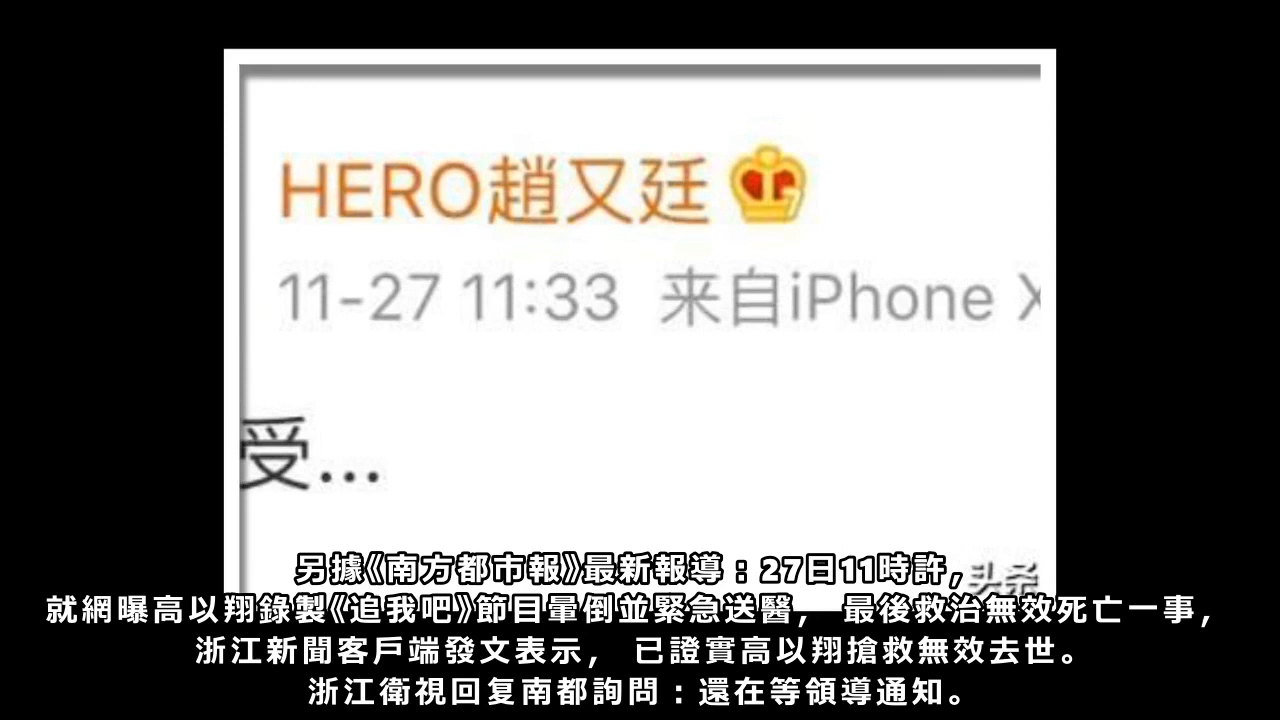 HERO趙又廷
11-27 11:33 来自iPhone X
受...
头条
另據《南方都市報》最新報導：27日11時許，
就網曝高以翔錄製《追我吧》節目暈倒並緊急送醫， 最後救治無效死亡一事，
浙江新聞客戶端發文表示， 已證實高以翔搶救無效去世。
浙江衛視回复南都詢問：還在等領導通知。